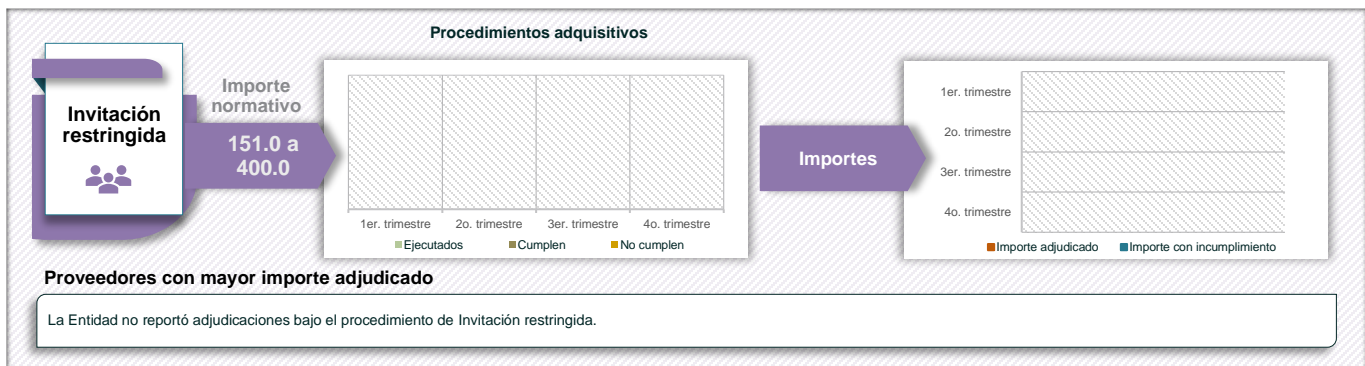 Procedimientos adquisitivos
Invitación
restringida
Importe
normativo
151.0 a
400.0
1er. trimestre 2o. trimestre 3er. trimestre 4o. trimestre
Ejecutados Cumplen No cumplen
Importes
1er. trimestre
2o. trimestre
3er. trimestre
4o. trimestre
Importe adjudicado Importe con incumplimiento
Proveedores con mayor importe adjudicado
La Entidad no reportó adjudicaciones bajo el procedimiento de Invitación restringida.